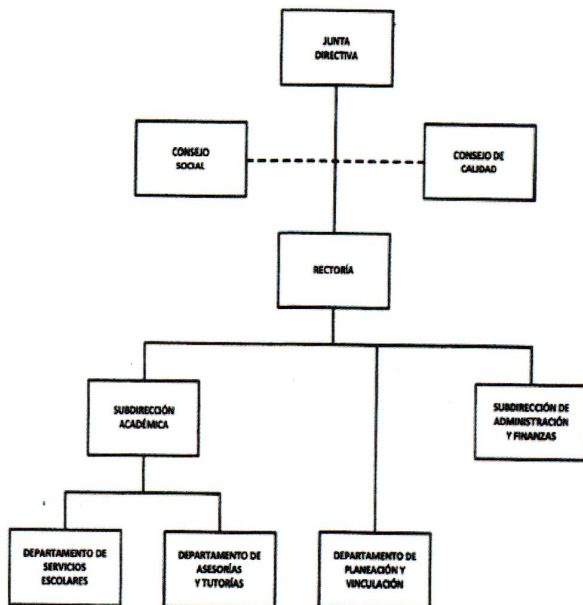 JUNTA
DIRECTIVA
CONSEJO
SOCIAL
CONSEJO DE
CALIDAD
RECTORÍA
SUBDIRECCIÓN
ACADÉMICA
SUBDIRECCIÓN DE
ADMINISTRACIÓN
Y FINANZAS
DEPARTAMENTO DE
SERVICIOS
ESCOLARES
DEPARTAMENTO DE
ASESORÍAS
Y TUTORÍAS
DEPARTAMENTO DE
PLANEACIÓN Y
VINCULACIÓN